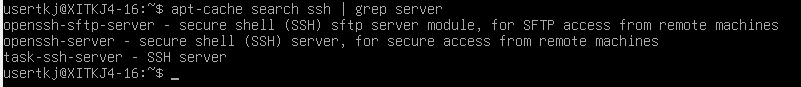 usertkj@XITKJ4-16:~$ apt-cache search ssh | grep server
openssh-sftp-server - secure shell (SSH) sftp server module, for SFTP access from remote machines
openssh-server - secure shell (SSH) server, for secure access from remote machines
task-ssh-server - SSH server
usertkj@XITKJ4-16:~$ _